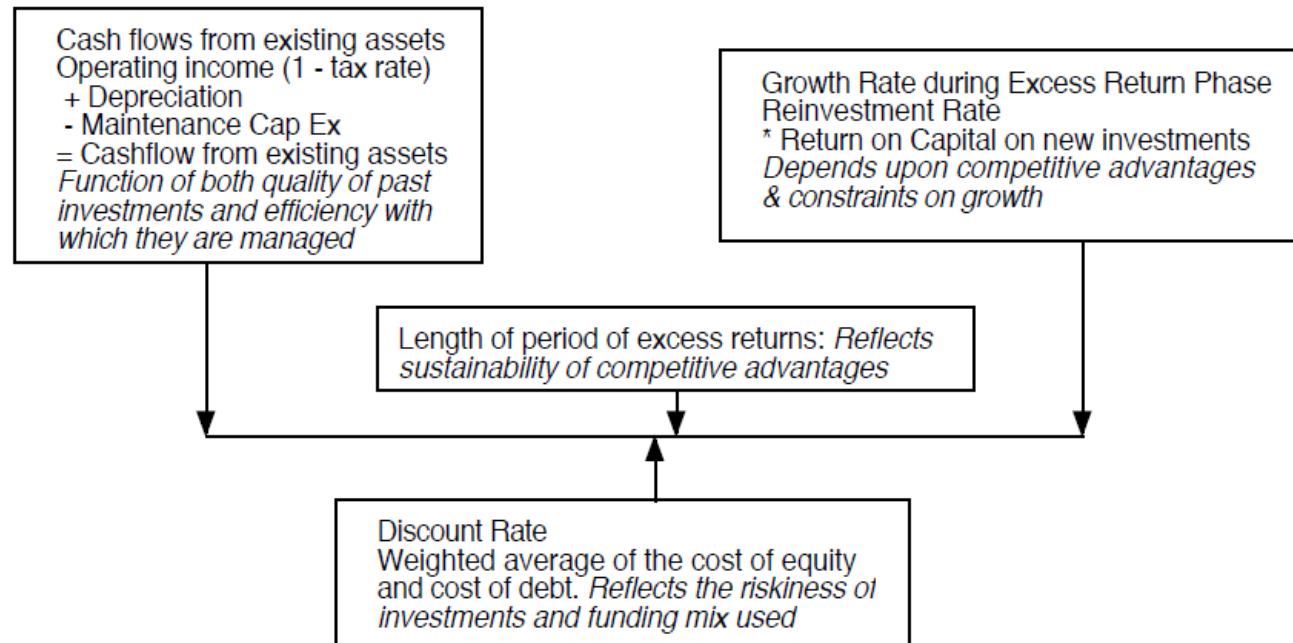 Cash flows from existing assets
Operating income (1 - tax rate)
+ Depreciation
- Maintenance Cap Ex
= Cashflow from existing assets
Function of both quality of past
investments and efficiency with
which they are managed
Growth Rate during Excess Return Phase
Reinvestment Rate
* Return on Capital on new investments
Depends upon competitive advantages
& constraints on growth
Length of period of excess returns: Reflects
sustainability of competitive advantages
Discount Rate
Weighted average of the cost of equity
and cost of debt. Reflects the riskiness of
investments and funding mix used